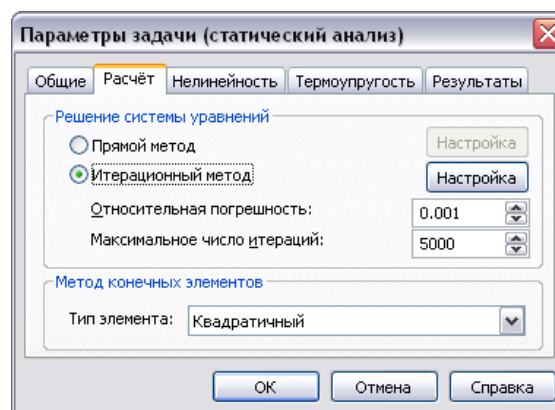 Параметры задачи (статический анализ)
Общие Расчёт Нелинейность Термоупругость Результаты
Решение системы уравнений
Прямой метод Настройка
Итерационный метод Настройка
Относительная погрешность: 0.001
Максимальное число итераций: 5000
Метод конечных элементов
Тип элемента: Квадратичный
ОК Отмена Справка